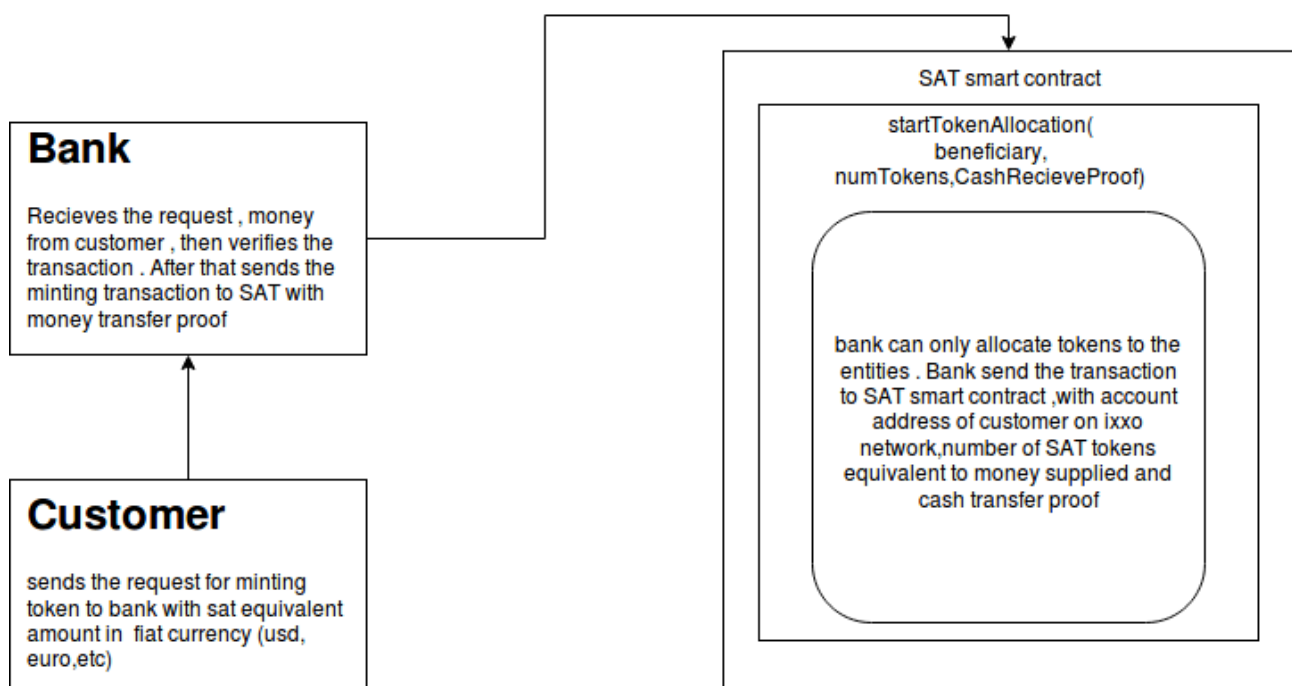 SAT smart contract
startTokenAllocation(
beneficiary,
numTokens,CashRecieveProof)
Bank
Recieves the request , money
from customer , then verifies the
transaction . After that sends the
minting transaction to SAT with
money transfer proof
bank can only allocate tokens to the
entities . Bank send the transaction
to SAT smart contract ,with account
address of customer on ixxo
network,number of SAT tokens
equivalent to money supplied and
cash transfer proof
Customer
sends the request for minting
token to bank with sat equivalent
amount in  fiat currency (usd,
euro,etc)